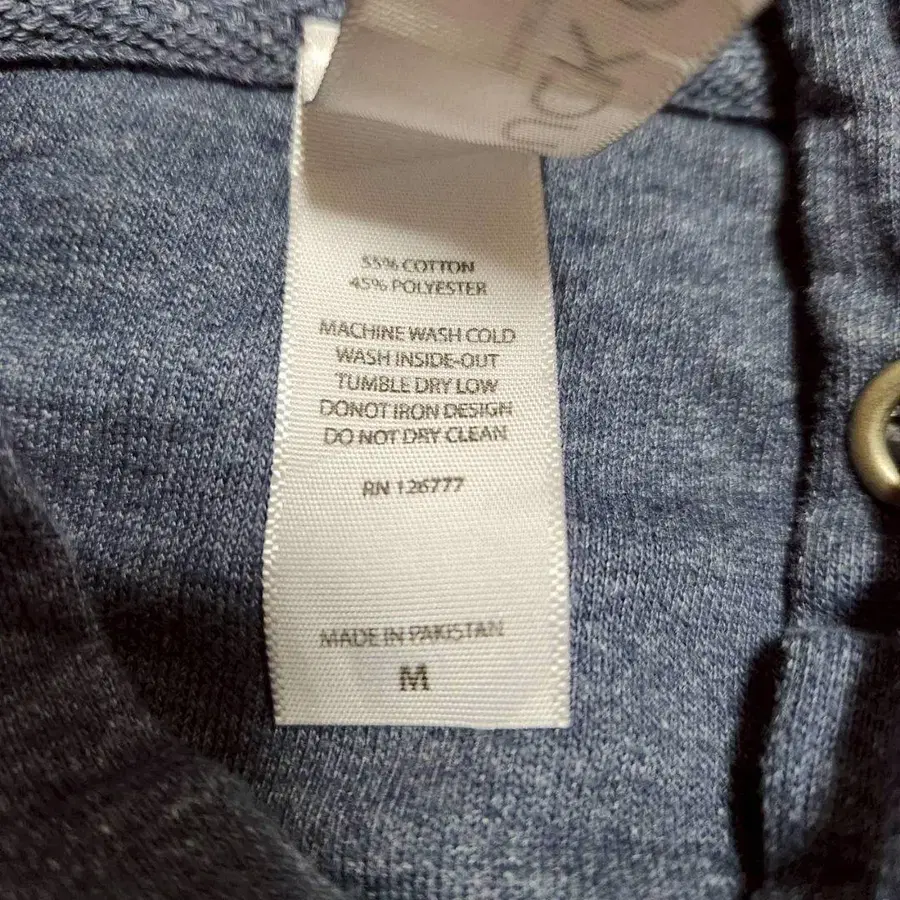 55% COTTON
45% POLYESTER
MACHINE WASH COLD
WASH INSIDE-OUT
TUMBLE DRY LOW
DONOT IRON DESIGN
DO NOT DRY CLEAN
RN 126777
MADE IN PAKISTAN
M